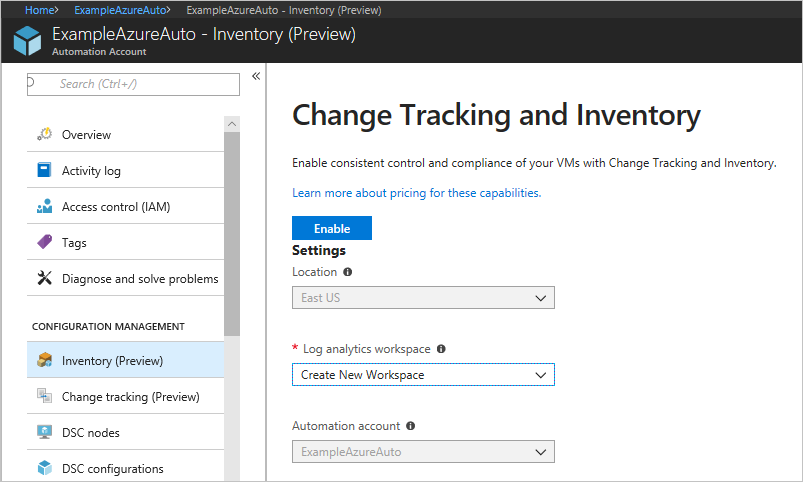 Home> ExampleAzureAuto> ExampleAzureAuto - Inventory (Preview)
ExampleAzureAuto - Inventory (Preview)
Automation Account
Search (Ctrl+/)
«
Overview
Activity log
Access control (IAM)
Tags
Diagnose and solve problems
CONFIGURATION MANAGEMENT
Inventory (Preview)
Change tracking (Preview)
DSC nodes
DSC configurations
Change Tracking and Inventory
Enable consistent control and compliance of your VMs with Change Tracking and Inventory.
Learn more about pricing for these capabilities.
Enable
Settings
Location
East US
* Log analytics workspace
Create New Workspace
Automation account
ExampleAzureAuto